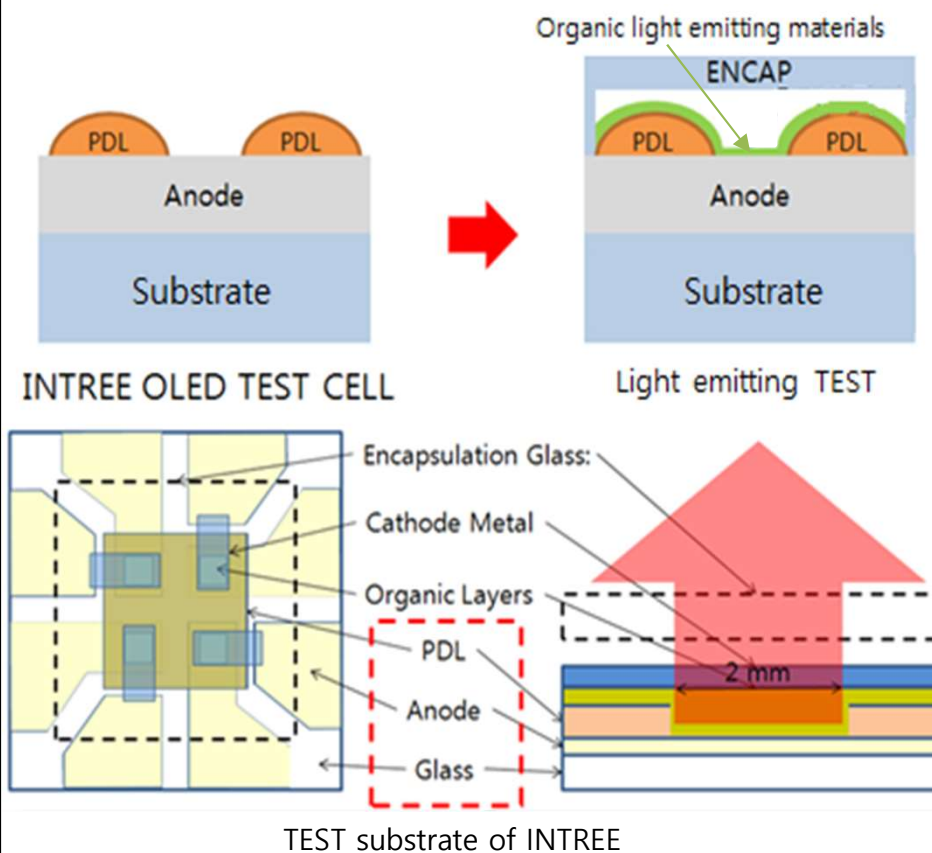 Organic light emitting materials
ENCAP
PDL PDL
PDL PDL
Anode
Anode
Substrate
Substrate
INTREE OLED TEST CELL
Light emitting TEST
Encapsulation Glass:
Cathode Metal
Organic Layers
PDL
2 mm
Anode
Glass
TEST substrate of INTREE